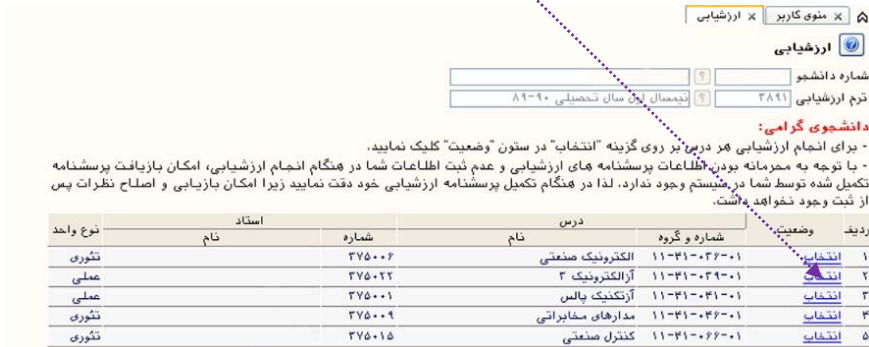 منوی کاربر × ارزشیابی ×
ارزشیابی
شماره دانشجو ?
ترم ارزشیابی ۳۸۹۱ ? نیمسال اول سال تحصیلی ۹۰-۸۹
دانشجوی گرامی:
- برای انجام ارزشیابی هر درس بر روی گزینه "انتخاب" در ستون "وضعیت" کلیک نمایید.
- با توجه به محرمانه بودن اطلاعات پرسشنامه های ارزشیابی و عدم ثبت اطلاعات شما در هنگام انجام ارزشیابی، امکان بازیافت پرسشنامه
تکمیل شده توسط شما در سیستم وجود ندارد. لذا در هنگام تکمیل پرسشنامه ارزشیابی خود دقت نمایید زیرا امکان بازیابی و اصلاح نظرات پس
از ثبت وجود نخواهد داشت.
ردیف وضعیت درس استاد نوع واحد
شماره و گروه نام شماره نام
۱ انتخاب ۱۱-۴۱-۰۳۶-۰۱ الکترونیک صنعتی ۳۷۵۰۰۶ تئوری
۲ انتخاب ۱۱-۴۱-۰۳۹-۰۱ آزالکترونیک ۳ ۳۷۵۰۲۲ عملی
۳ انتخاب ۱۱-۴۱-۰۴۱-۰۱ آزتکنیک پالس ۳۷۵۰۰۱ عملی
۴ انتخاب ۱۱-۴۱-۰۴۲-۰۱ مدارهای مخابراتی ۳۷۵۰۰۹ تئوری
۵ انتخاب ۱۱-۴۱-۰۶۶-۰۱ کنترل صنعتی ۳۷۵۰۱۵ تئوری